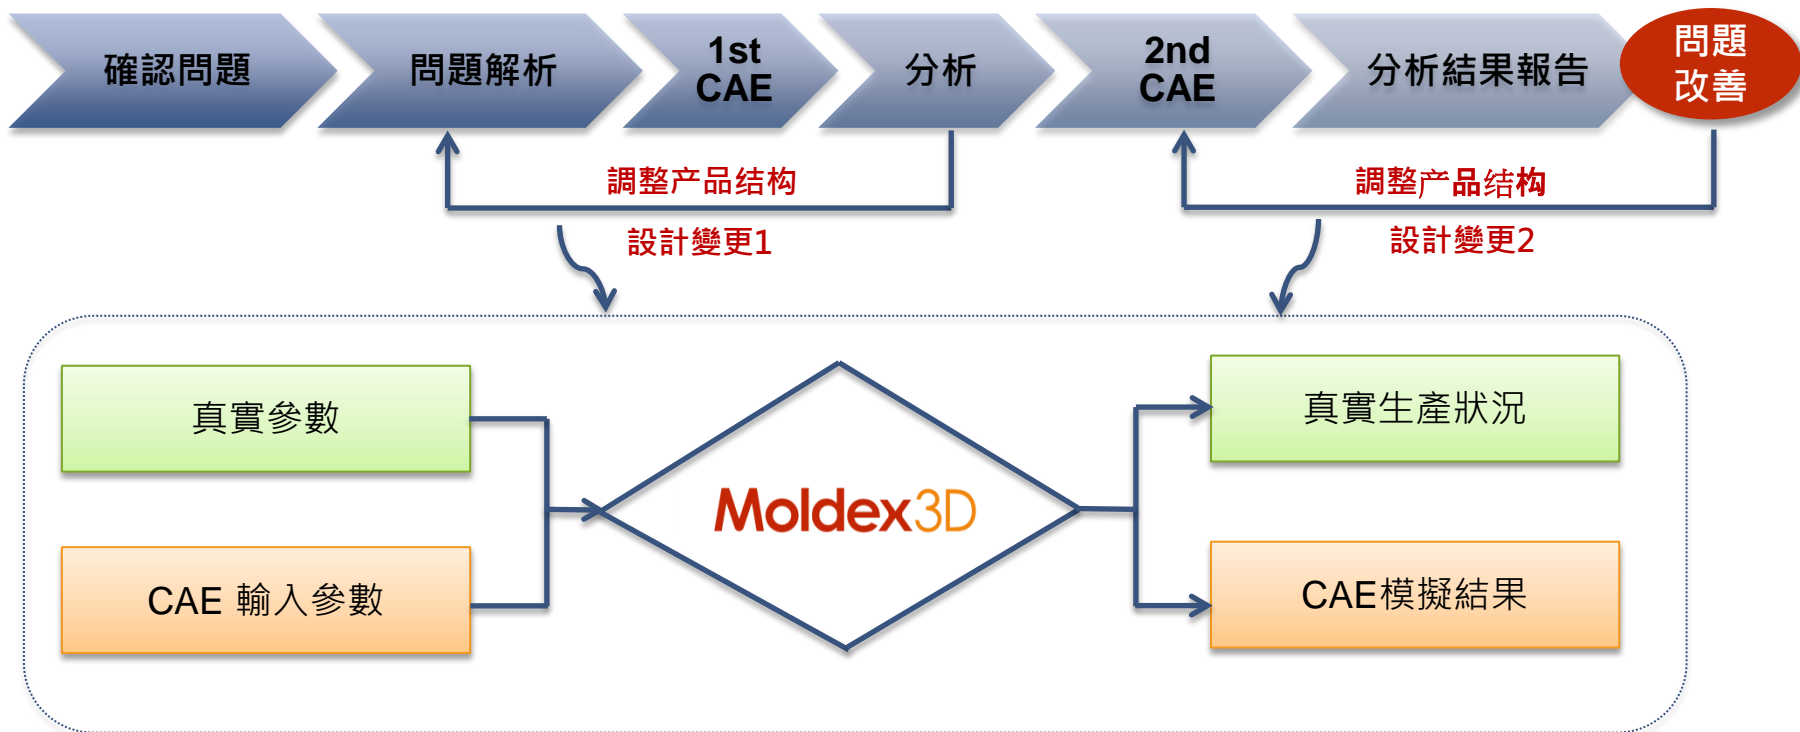 確認問題
問題解析
1st
CAE
分析
2nd
CAE
分析結果報告
問題
改善
調整产品结构
設計變更1
調整产品结构
設計變更2
真實參數
CAE 輸入參數
Moldex3D
真實生產狀況
CAE模擬結果